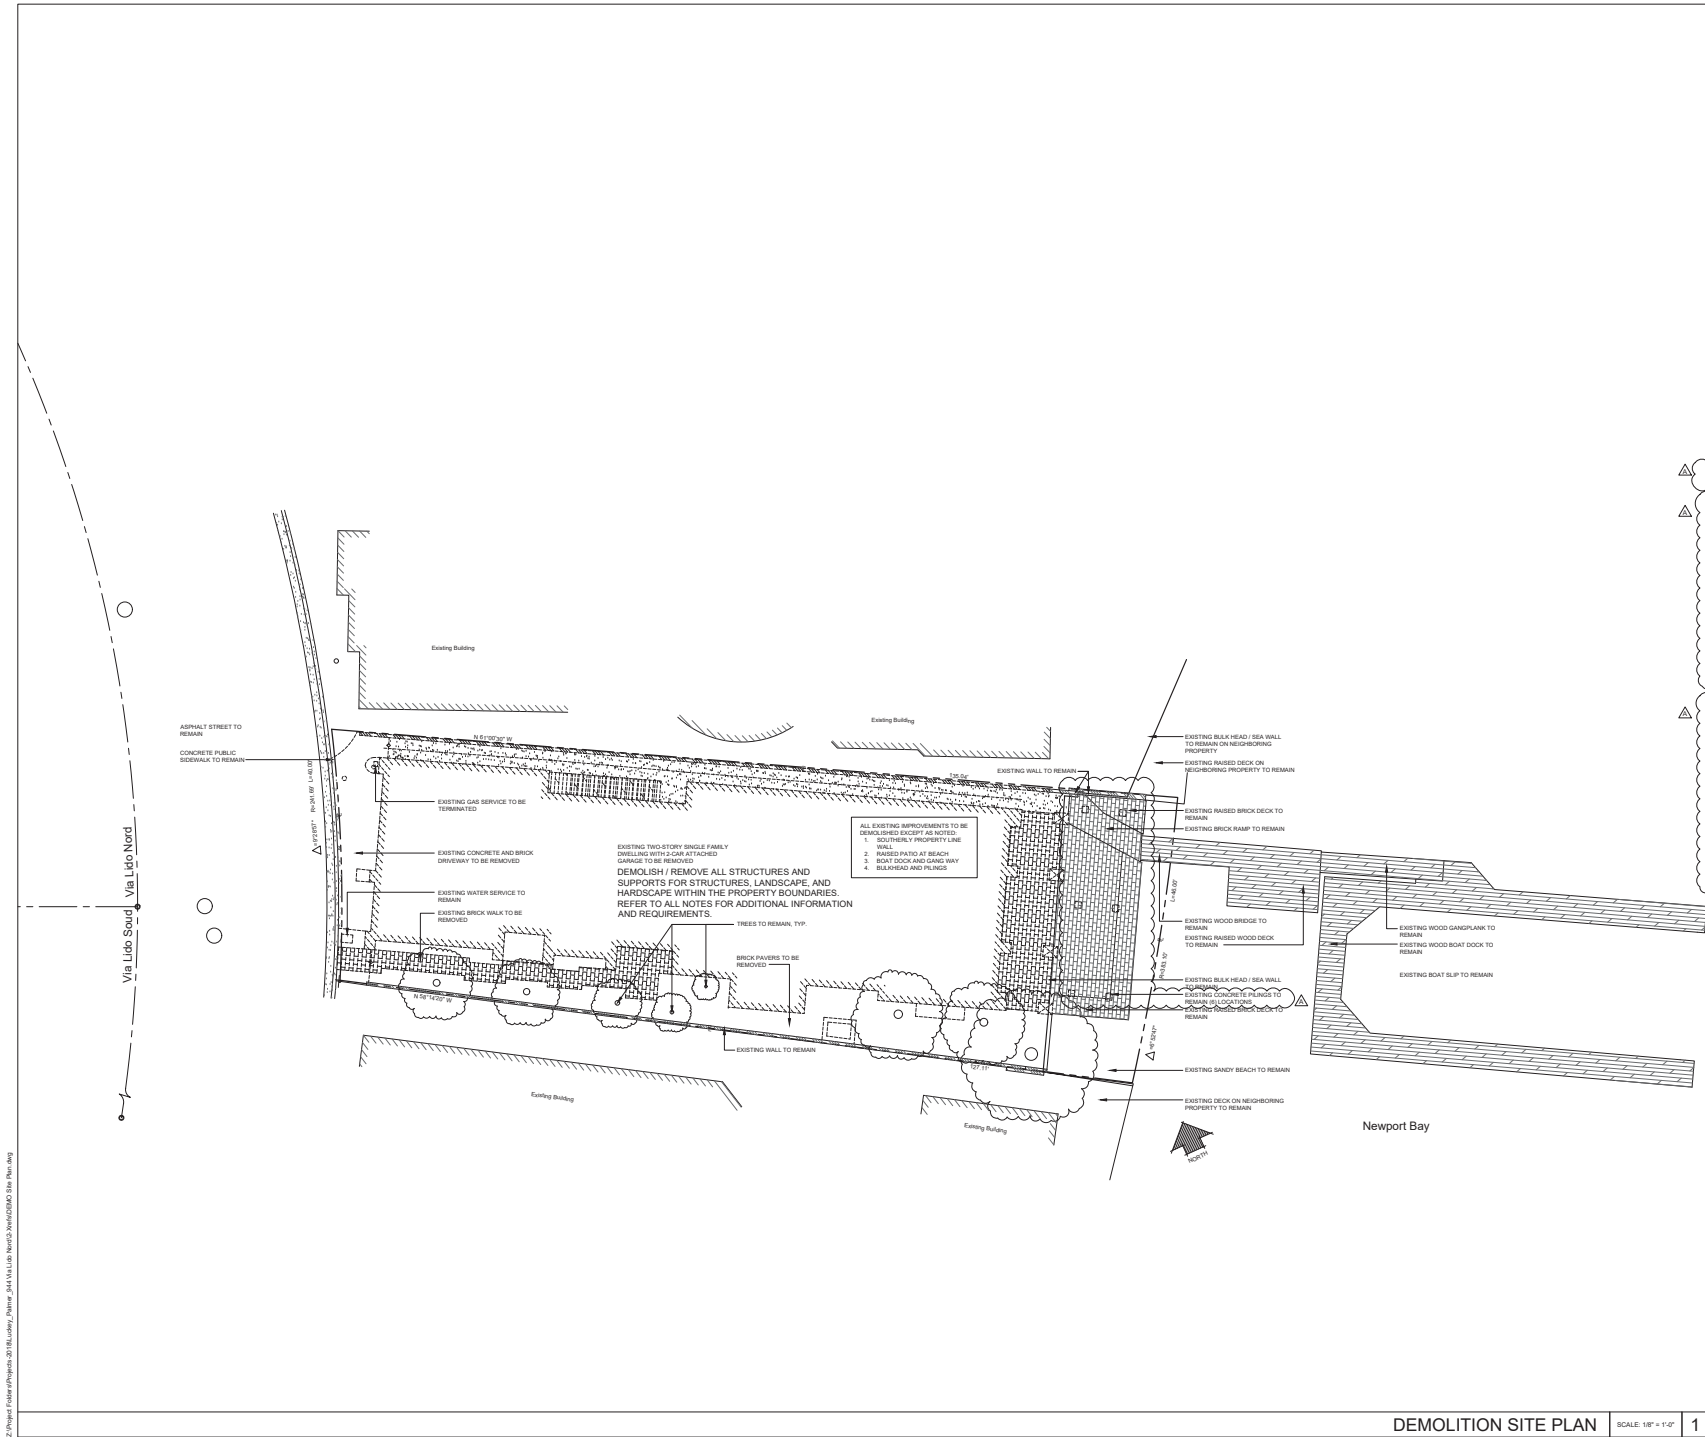 Existing Building
Existing Building
ASPHALT STREET TO
REMAIN
CONCRETE PUBLIC
SIDEWALK TO REMAIN
N 61°00'30" W
135.04'
L=40.00'
R=241.69'
Via Lido Soud
Via Lido Nord
EXISTING WALL TO REMAIN
EXISTING BULK HEAD / SEA WALL
TO REMAIN ON NEIGHBORING
PROPERTY
EXISTING RAISED DECK ON
NEIGHBORING PROPERTY TO REMAIN
EXISTING RAISED BRICK DECK TO
REMAIN
EXISTING BRICK RAMP TO REMAIN
EXISTING GAS SERVICE TO BE
TERMINATED
ALL EXISTING IMPROVEMENTS TO BE
DEMOLISHED EXCEPT AS NOTED:
1. SOUTHERLY PROPERTY LINE
WALL
2. RAISED PATIO AT BEACH
3. BOAT DOCK AND GANG WAY
4. BULKHEAD AND PILINGS
EXISTING CONCRETE AND BRICK
DRIVEWAY TO BE REMOVED
EXISTING TWO-STORY SINGLE FAMILY
DWELLING WITH 2-CAR ATTACHED
GARAGE TO BE REMOVED
DEMOLISH / REMOVE ALL STRUCTURES AND
SUPPORTS FOR STRUCTURES, LANDSCAPE, AND
HARDSCAPE WITHIN THE PROPERTY BOUNDARIES.
REFER TO ALL NOTES FOR ADDITIONAL INFORMATION
AND REQUIREMENTS.
EXISTING WATER SERVICE TO
REMAIN
EXISTING BRICK WALK TO BE
REMOVED
TREES TO REMAIN, TYP.
BRICK PAVERS TO BE
REMOVED
L=46.00'
R=383.10'
EXISTING WOOD BRIDGE TO
REMAIN
EXISTING RAISED WOOD DECK
TO REMAIN
EXISTING WOOD GANGPLANK TO
REMAIN
EXISTING WOOD BOAT DOCK TO
REMAIN
EXISTING BOAT SLIP TO REMAIN
EXISTING BULK HEAD / SEA WALL
TO REMAIN
EXISTING CONCRETE PILINGS TO
REMAIN (6) LOCATIONS
EXISTING RAISED BRICK DECK TO
REMAIN
N 58°14'20" W
127.11'
EXISTING WALL TO REMAIN
EXISTING SANDY BEACH TO REMAIN
EXISTING DECK ON NEIGHBORING
PROPERTY TO REMAIN
Existing Building
Existing Building
NORTH
Newport Bay
DEMOLITION SITE PLAN
SCALE: 1/8" = 1'-0"
1